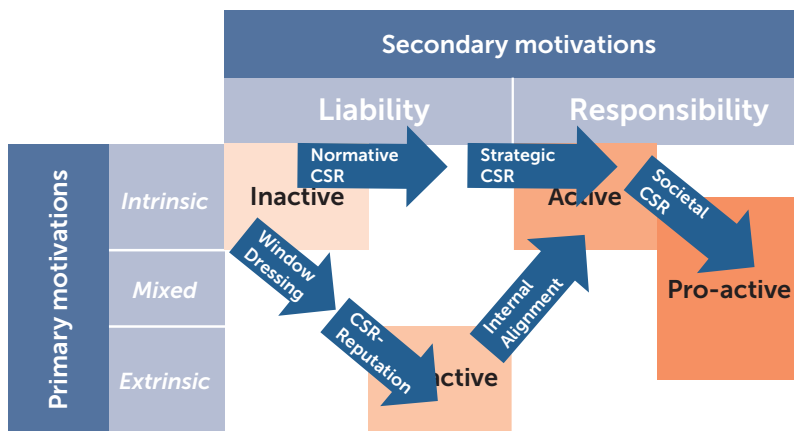 Secondary motivations
Liability
Responsibility
Primary motivations
Intrinsic
Mixed
Extrinsic
Normative
CSR
Strategic
CSR
Inactive
Active
Societal
CSR
Window
Dressing
Internal
Alignment
Pro-active
CSR-
Reputation
active